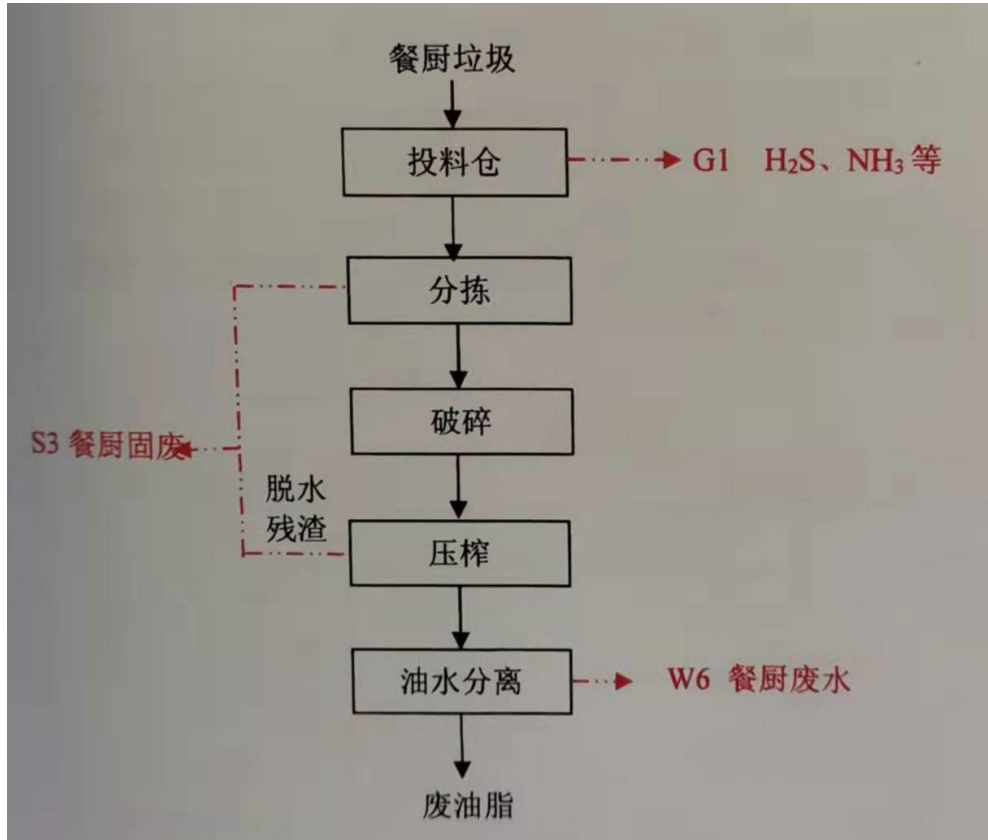 餐厨垃圾
投料仓
G1 H₂S、NH₃等
分拣
破碎
S3 餐厨固废
脱水
残渣
压榨
油水分离
W6 餐厨废水
废油脂